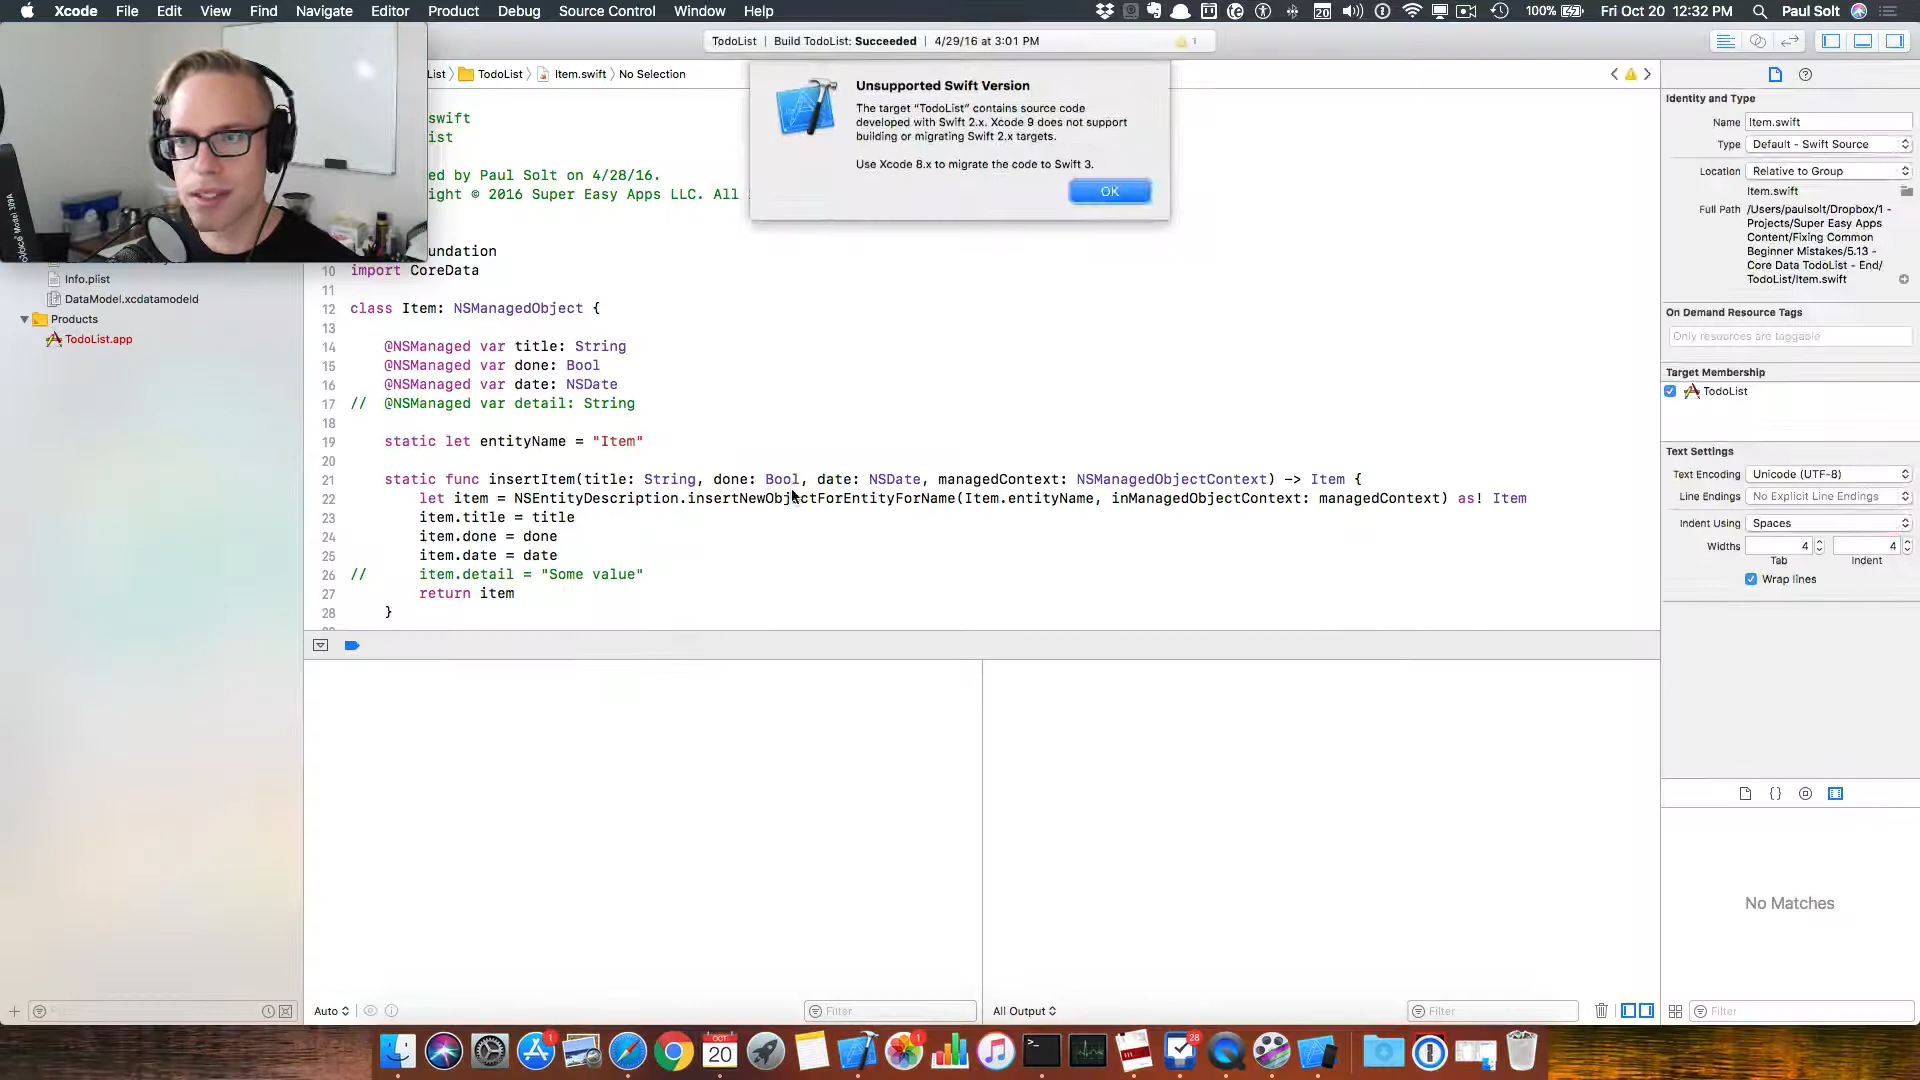 Xcode File Edit View Find Navigate Editor Product Debug Source Control Window Help
20 100% Fri Oct 20 12:32 PM Paul Solt
TodoList | Build TodoList: Succeeded | 4/29/16 at 3:01 PM 1
List TodoList Item.swift No Selection
Unsupported Swift Version
The target “TodoList” contains source code
developed with Swift 2.x. Xcode 9 does not support
building or migrating Swift 2.x targets.
Use Xcode 8.x to migrate the code to Swift 3.
OK
swift
st
ed by Paul Solt on 4/28/16.
ight © 2016 Super Easy Apps LLC. All
undation
10 import CoreData
11
12 class Item: NSManagedObject {
13
14 @NSManaged var title: String
15 @NSManaged var done: Bool
16 @NSManaged var date: NSDate
17 // @NSManaged var detail: String
18
19 static let entityName = "Item"
20
21 static func insertItem(title: String, done: Bool, date: NSDate, managedContext: NSManagedObjectContext) -> Item {
22 let item = NSEntityDescription.insertNewObjectForEntityForName(Item.entityName, inManagedObjectContext: managedContext) as! Item
23 item.title = title
24 item.done = done
25 item.date = date
26 // item.detail = "Some value"
27 return item
28 }
Info.plist
DataModel.xcdatamodeld
Products
TodoList.app
Identity and Type
Name Item.swift
Type Default - Swift Source
Location Relative to Group
Item.swift
Full Path /Users/paulsolt/Dropbox/1 -
Projects/Super Easy Apps
Content/Fixing Common
Beginner Mistakes/5.13 -
Core Data TodoList - End/
TodoList/Item.swift
On Demand Resource Tags
Only resources are taggable
Target Membership
TodoList
Text Settings
Text Encoding Unicode (UTF-8)
Line Endings No Explicit Line Endings
Indent Using Spaces
Widths 4 4
Tab Indent
Wrap lines
No Matches
Auto
Filter
All Output
Filter
Filter
1
OCT
20
1
28